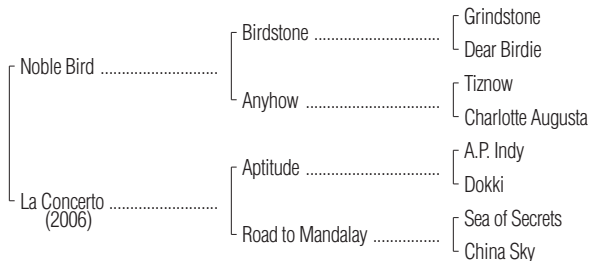 Grindstone
Birdstone ................................
Dear Birdie
Noble Bird ..............................
Tiznow
Anyhow ..................................
Charlotte Augusta
A.P. Indy
Aptitude ..................................
Dokki
La Concerto ...........................
(2006)
Sea of Secrets
Road to Mandalay ................
China Sky